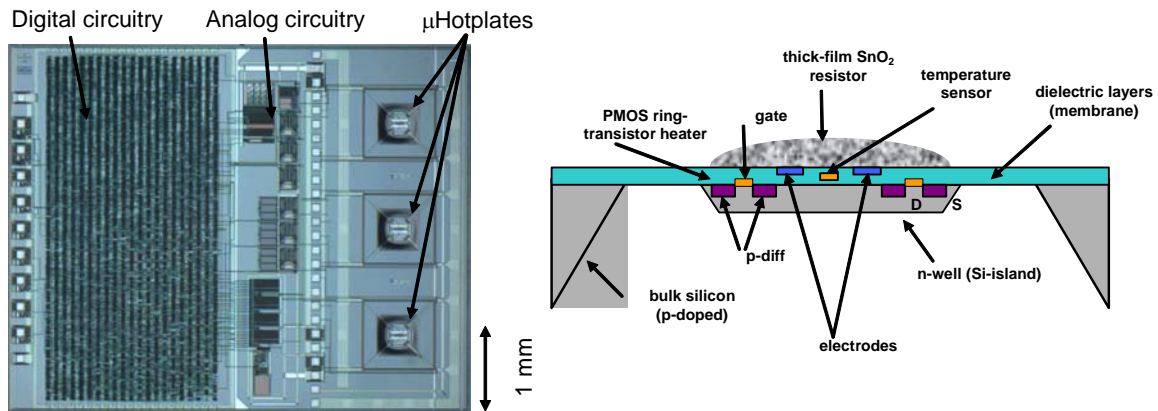 Digital circuitry
Analog circuitry
μHotplates
1 mm
thick-film SnO₂
resistor
temperature
sensor
dielectric layers
(membrane)
PMOS ring-
transistor heater
gate
D
S
p-diff
n-well (Si-island)
bulk silicon
(p-doped)
electrodes